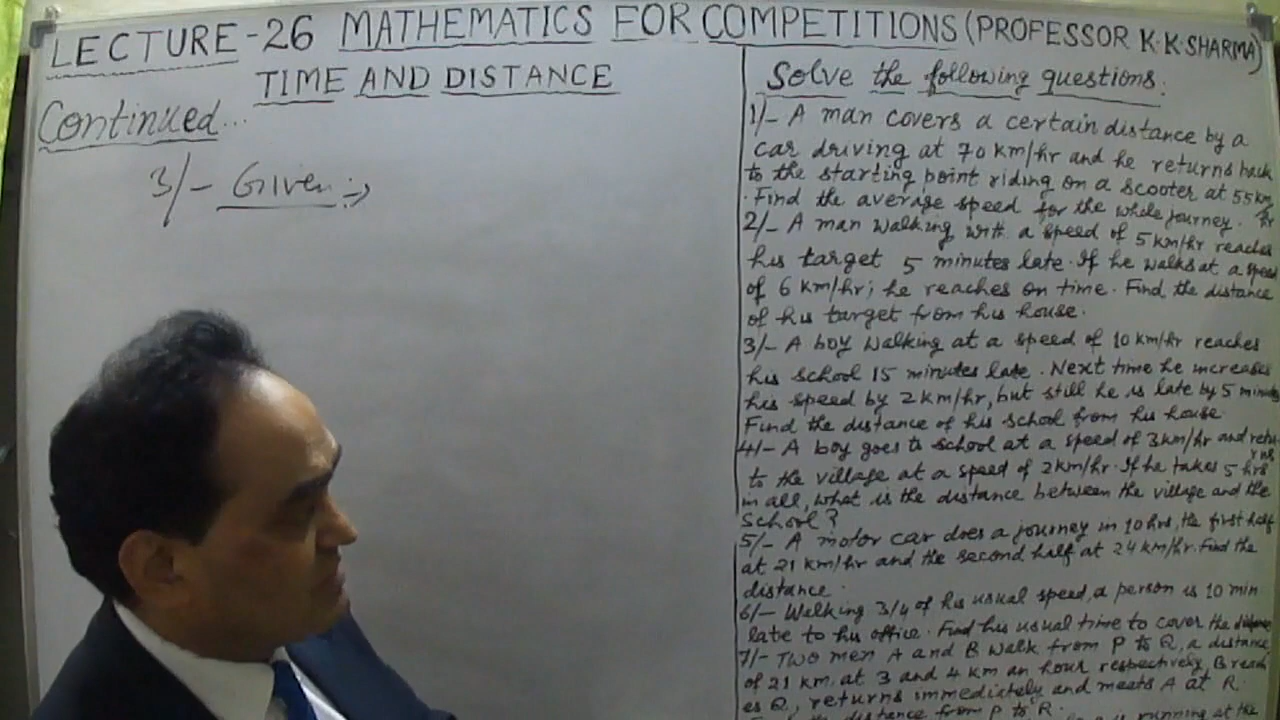 LECTURE-26 MATHEMATICS FOR COMPETITIONS (PROFESSOR K.K.SHARMA)
TIME AND DISTANCE
Continued...
3/- Given :->
Solve the following questions:
1/- A man covers a certain distance by a
car driving at 70 km/hr and he returns back
to the starting point riding on a scooter at 55 km/hr
. Find the average speed for the whole journey.
2/- A man walking with a speed of 5 km/hr reaches
his target 5 minutes late. If he walks at a speed
of 6 km/hr; he reaches on time. Find the distance
of his target from his house.
3/- A boy walking at a speed of 10 km/hr reaches
his school 15 minutes late. Next time he increases
his speed by 2 km/hr, but still he is late by 5 minutes
Find the distance of his school from his house.
4/- A boy goes to school at a speed of 3 km/hr and returns
to the village at a speed of 2 km/hr. If he takes 5 hrs
in all, what is the distance between the village and the
school?
5/- A motor car does a journey in 10 hrs, the first half
at 21 km/hr and the second half at 24 km/hr. Find the
distance.
6/- Walking 3/4 of his usual speed, a person is 10 min
late to his office. Find his usual time to cover the distance
7/- Two men A and B walk from P to Q, a distance
of 21 km, at 3 and 4 km an hour respectively, B reach
es Q, returns immediately and meets A at R.
distance from P to R.
is running at the